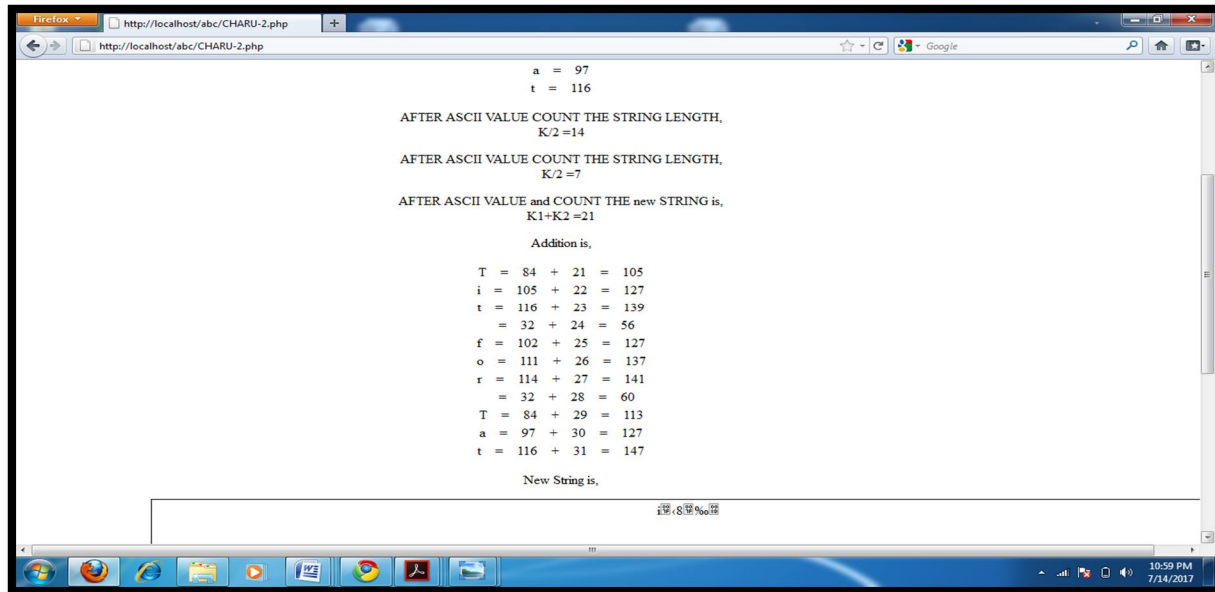 Firefox
http://localhost/abc/CHARU-2.php
+
http://localhost/abc/CHARU-2.php
Google
a = 97
t = 116
AFTER ASCII VALUE COUNT THE STRING LENGTH,
K/2 =14
AFTER ASCII VALUE COUNT THE STRING LENGTH,
K/2 =7
AFTER ASCII VALUE and COUNT THE new STRING is,
K1+K2 =21
Addition is,
T = 84 + 21 = 105
i = 105 + 22 = 127
t = 116 + 23 = 139
= 32 + 24 = 56
f = 102 + 25 = 127
o = 111 + 26 = 137
r = 114 + 27 = 141
= 32 + 28 = 60
T = 84 + 29 = 113
a = 97 + 30 = 127
t = 116 + 31 = 147
New String is,
i‹8‰
10:59 PM
7/14/2017